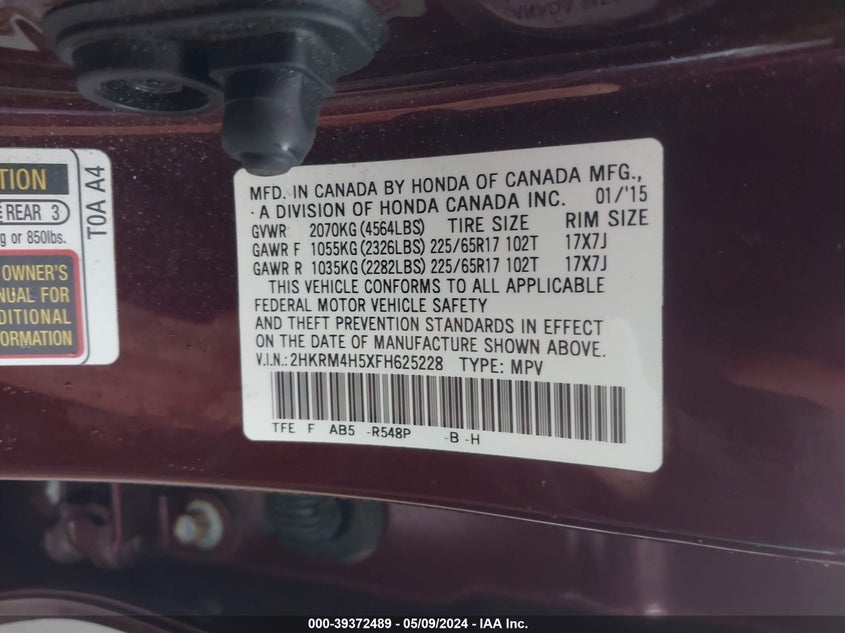 TION
E REAR 3
g or 850lbs.
OWNER'S
NUAL FOR
DITIONAL
FORMATION
T0A A4
MFD. IN CANADA BY HONDA OF CANADA MFG.,
A DIVISION OF HONDA CANADA INC. 01/'15
GVWR 2070KG(4564LBS) TIRE SIZE RIM SIZE
GAWR F 1055KG(2326LBS) 225/65R17 102T 17X7J
GAWR R 1035KG(2282LBS) 225/65R17 102T 17X7J
THIS VEHICLE CONFORMS TO ALL APPLICABLE
FEDERAL MOTOR VEHICLE SAFETY
AND THEFT PREVENTION STANDARDS IN EFFECT
ON THE DATE OF MANUFACTURE SHOWN ABOVE.
V.I.N.:2HKRM4H5XFH625228 TYPE: MPV
TFE F AB5 -R548P -B -H
000-39372489 - 05/09/2024 - IAA Inc.